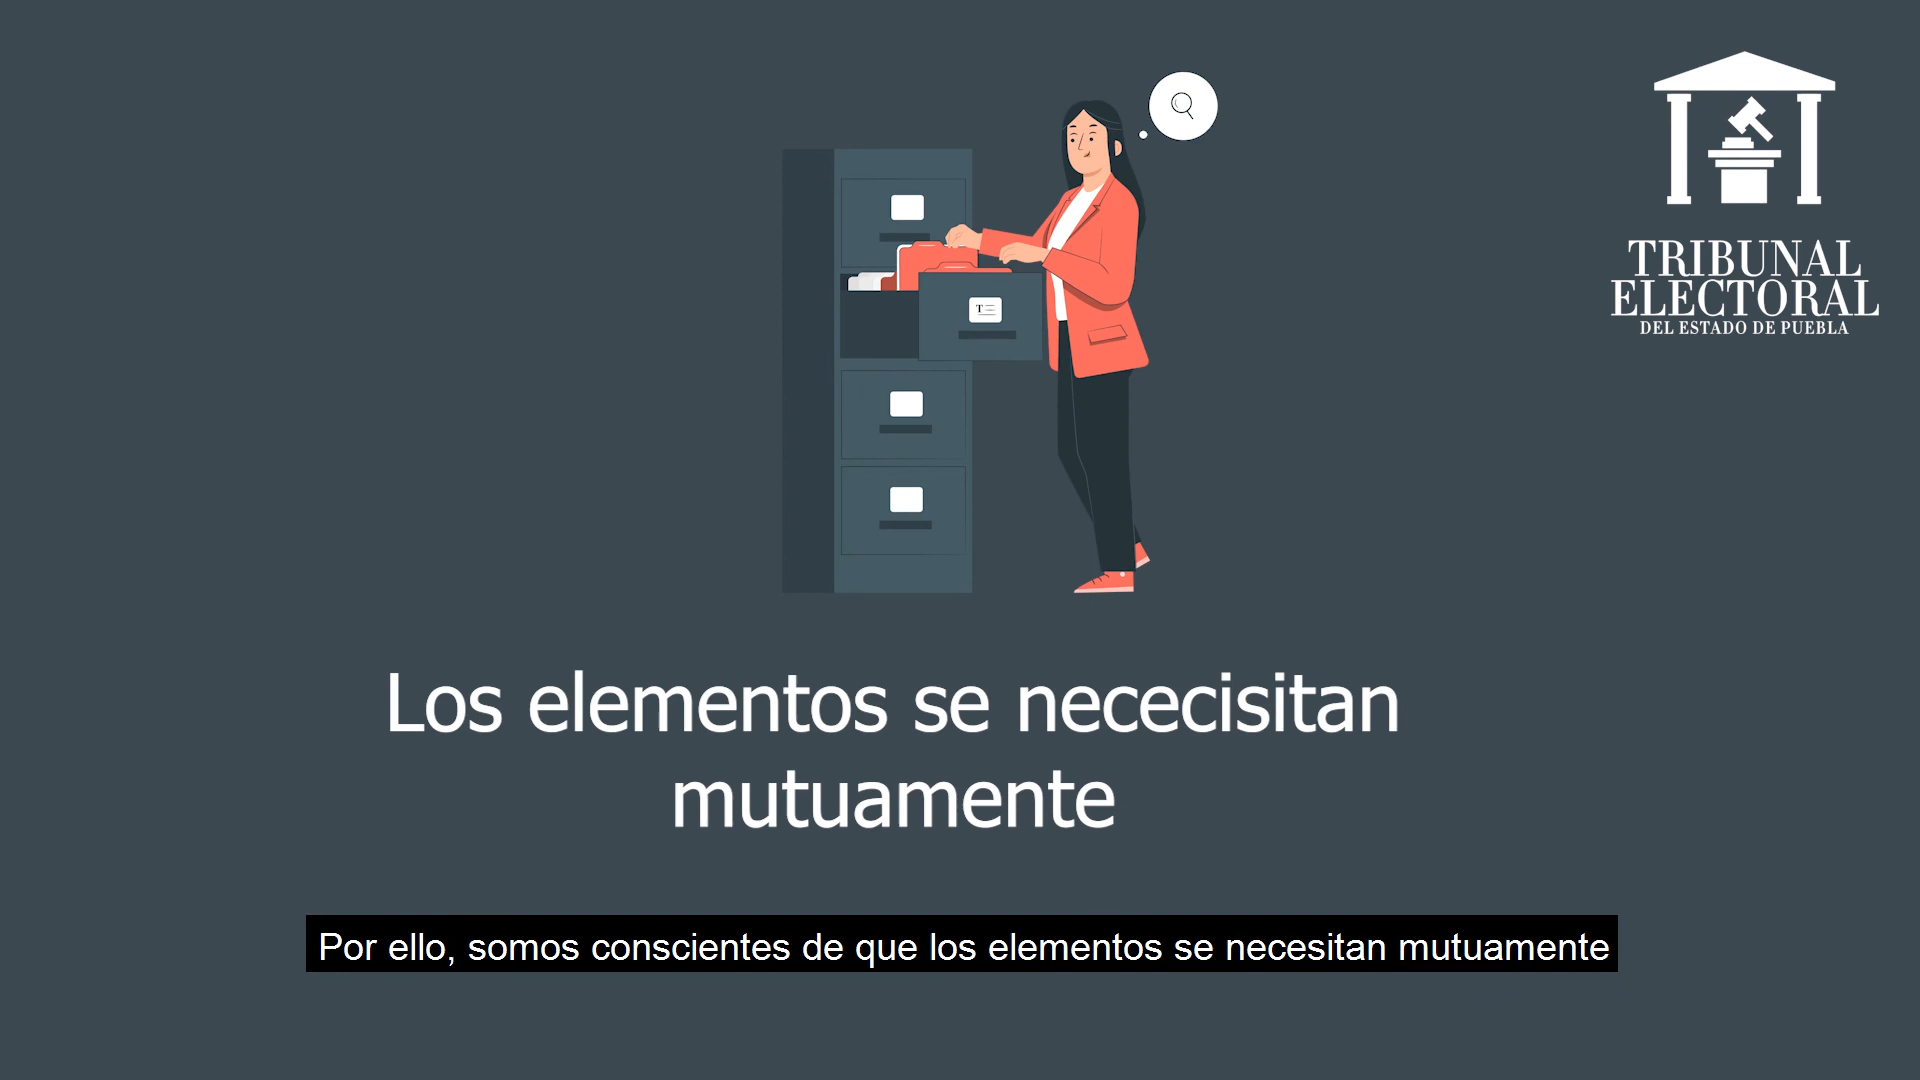 TRIBUNAL
ELECTORAL
DEL ESTADO DE PUEBLA
T
Los elementos se nececisitan
mutuamente
Por ello, somos conscientes de que los elementos se necesitan mutuamente